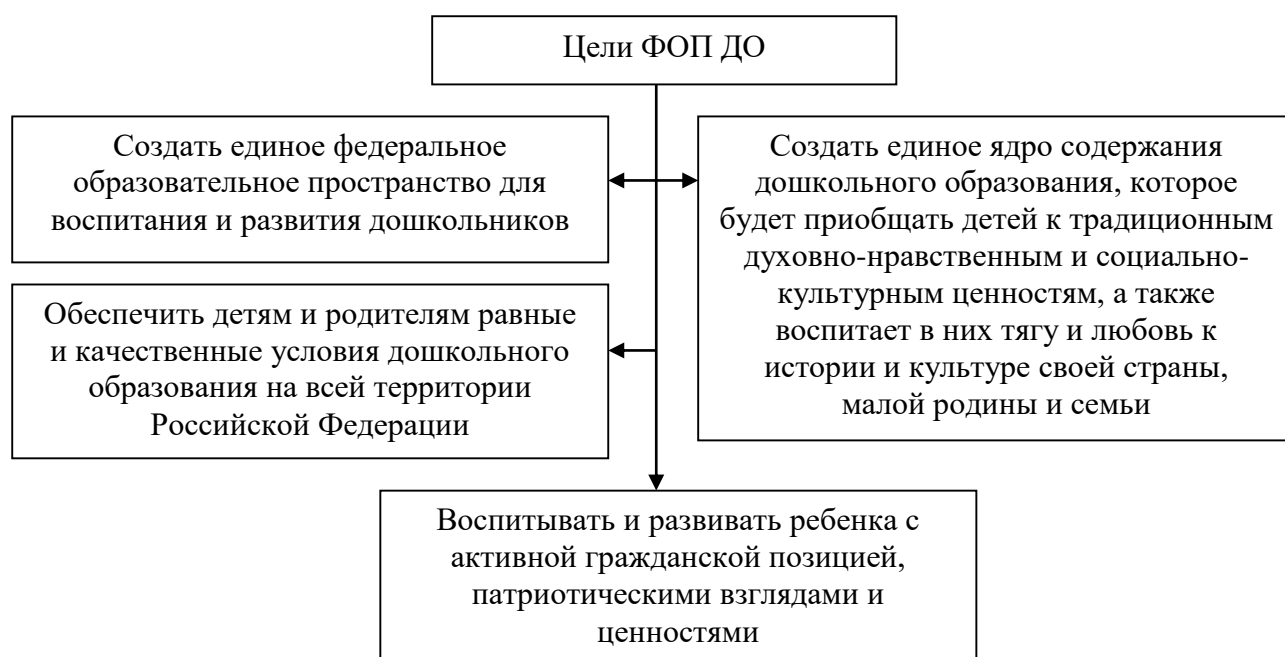 Цели ФОП ДО
Создать единое федеральное
образовательное пространство для
воспитания и развития дошкольников
Создать единое ядро содержания
дошкольного образования, которое
будет приобщать детей к традиционным
духовно-нравственным и социально-
культурным ценностям, а также
воспитает в них тягу и любовь к
истории и культуре своей страны,
малой родины и семьи
Обеспечить детям и родителям равные
и качественные условия дошкольного
образования на всей территории
Российской Федерации
Воспитывать и развивать ребенка с
активной гражданской позицией,
патриотическими взглядами и
ценностями